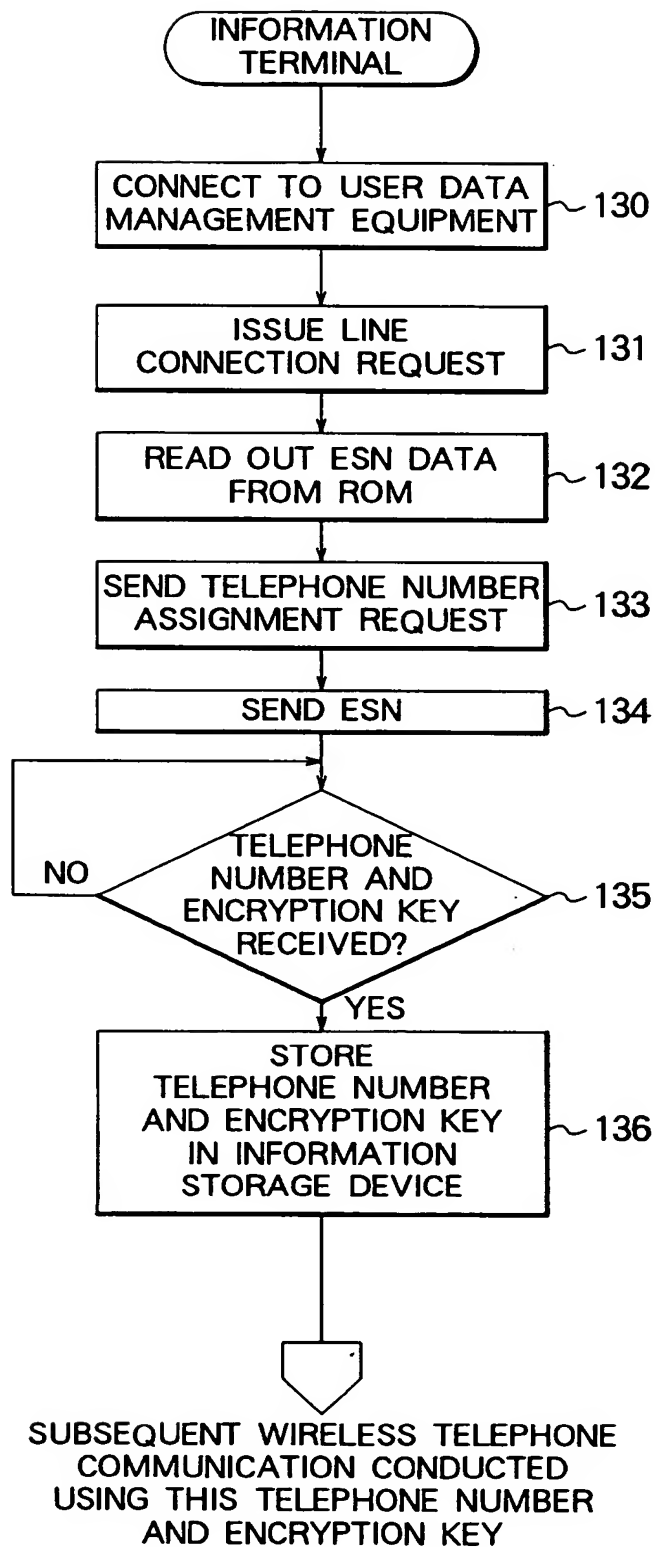 INFORMATION
TERMINAL
CONNECT TO USER DATA
MANAGEMENT EQUIPMENT
130
ISSUE LINE
CONNECTION REQUEST
131
READ OUT ESN DATA
FROM ROM
132
SEND TELEPHONE NUMBER
ASSIGNMENT REQUEST
133
SEND ESN
134
TELEPHONE
NUMBER AND
ENCRYPTION KEY
RECEIVED?
135
NO
YES
STORE
TELEPHONE NUMBER
AND ENCRYPTION KEY
IN INFORMATION
STORAGE DEVICE
136
SUBSEQUENT WIRELESS TELEPHONE
COMMUNICATION CONDUCTED
USING THIS TELEPHONE NUMBER
AND ENCRYPTION KEY